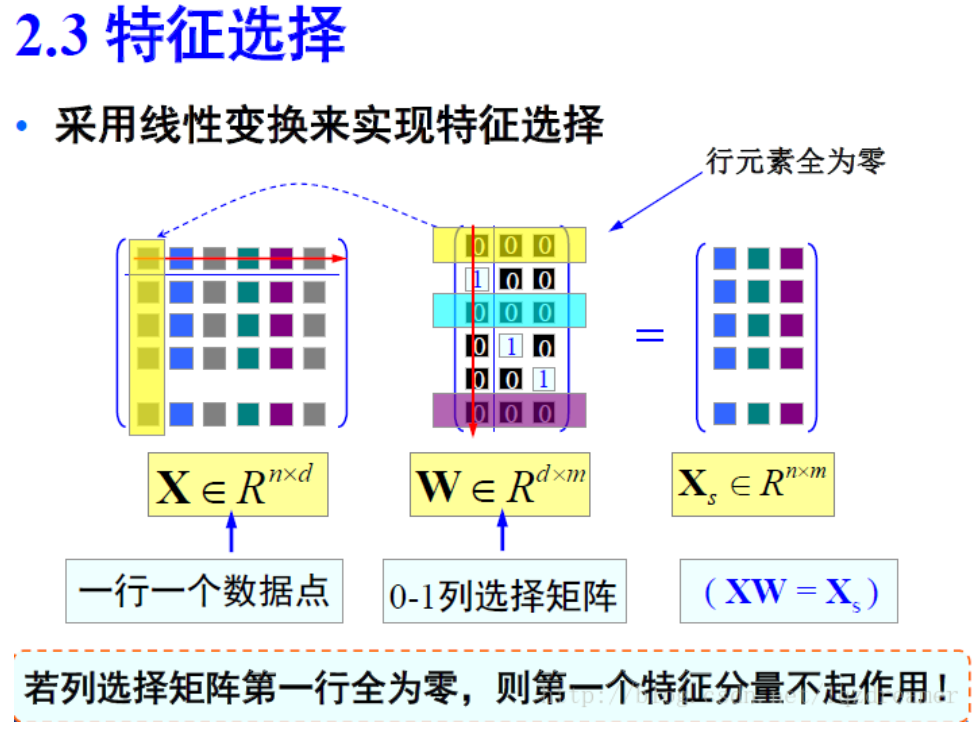 2.3 特征选择
• 采用线性变换来实现特征选择
行元素全为零
0 0 0
1 0 0
0 0 0
0 1 0
0 0 1
0 0 0
=
X ∈ R^{n×d}
W ∈ R^{d×m}
X_s ∈ R^{n×m}
一行一个数据点
0-1列选择矩阵
( XW = X_s )
若列选择矩阵第一行全为零，则第一个特征分量不起作用！